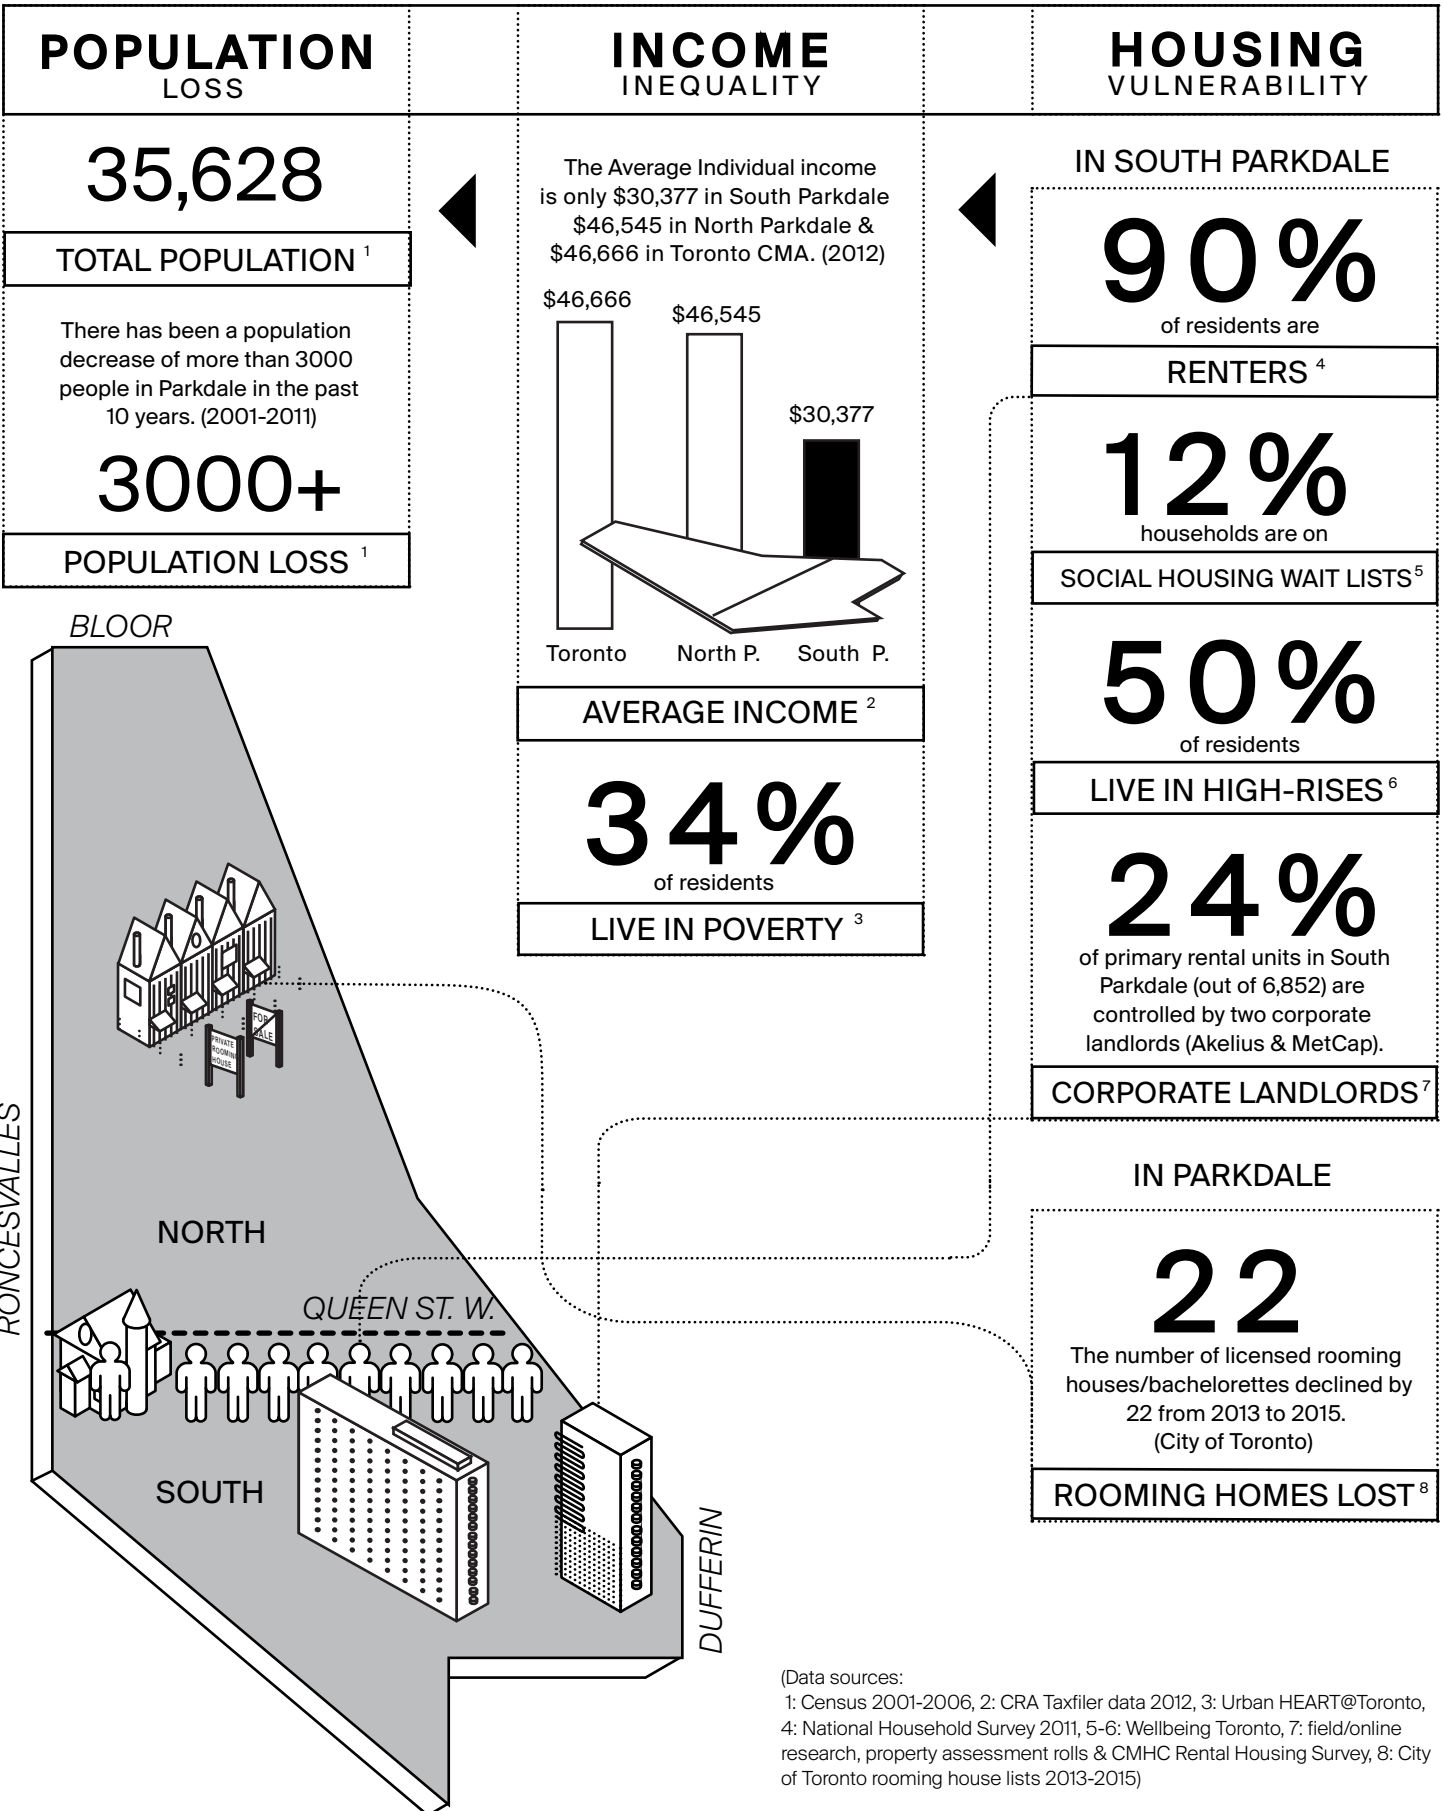 POPULATION
LOSS
35,628
TOTAL POPULATION 1
There has been a population
decrease of more than 3000
people in Parkdale in the past
10 years. (2001-2011)
3000+
POPULATION LOSS 1
INCOME
INEQUALITY
The Average Individual income
is only $30,377 in South Parkdale
$46,545 in North Parkdale &
$46,666 in Toronto CMA. (2012)
$46,666
$46,545
$30,377
Toronto
North P.
South P.
AVERAGE INCOME 2
34%
of residents
LIVE IN POVERTY 3
HOUSING
VULNERABILITY
IN SOUTH PARKDALE
90%
of residents are
RENTERS 4
12%
households are on
SOCIAL HOUSING WAIT LISTS 5
50%
of residents
LIVE IN HIGH-RISES 6
24%
of primary rental units in South
Parkdale (out of 6,852) are
controlled by two corporate
landlords (Akelius & MetCap).
CORPORATE LANDLORDS 7
IN PARKDALE
22
The number of licensed rooming
houses/bachelorettes declined by
22 from 2013 to 2015.
(City of Toronto)
ROOMING HOMES LOST 8
BLOOR
RONCESVALLES
FOR
SALE
PRIVATE
ROOMIN
HOUSE
NORTH
QUEEN ST. W.
SOUTH
DUFFERIN
(Data sources:
1: Census 2001-2006, 2: CRA Taxfiler data 2012, 3: Urban HEART@Toronto,
4: National Household Survey 2011, 5-6: Wellbeing Toronto, 7: field/online
research, property assessment rolls & CMHC Rental Housing Survey, 8: City
of Toronto rooming house lists 2013-2015)